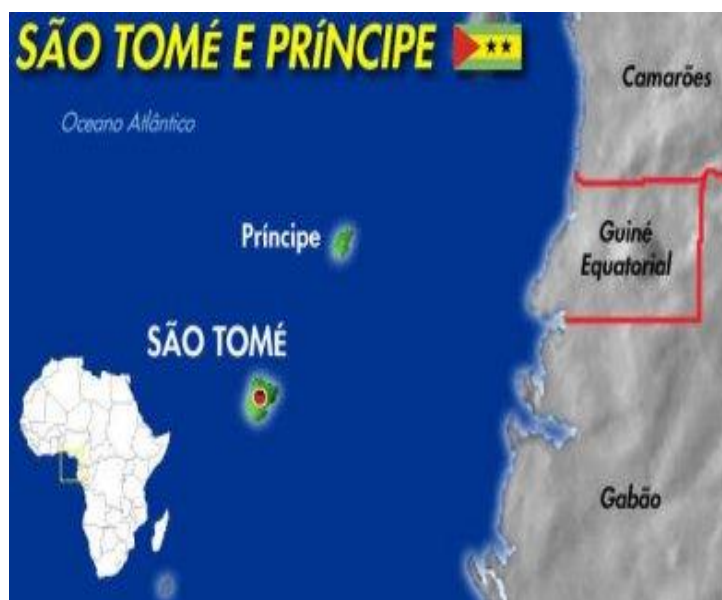 SÃO TOMÉ E PRÍNCIPE
Oceano Atlântico
Camarões
Príncipe
Guiné
Equatorial
SÃO TOMÉ
Gabão